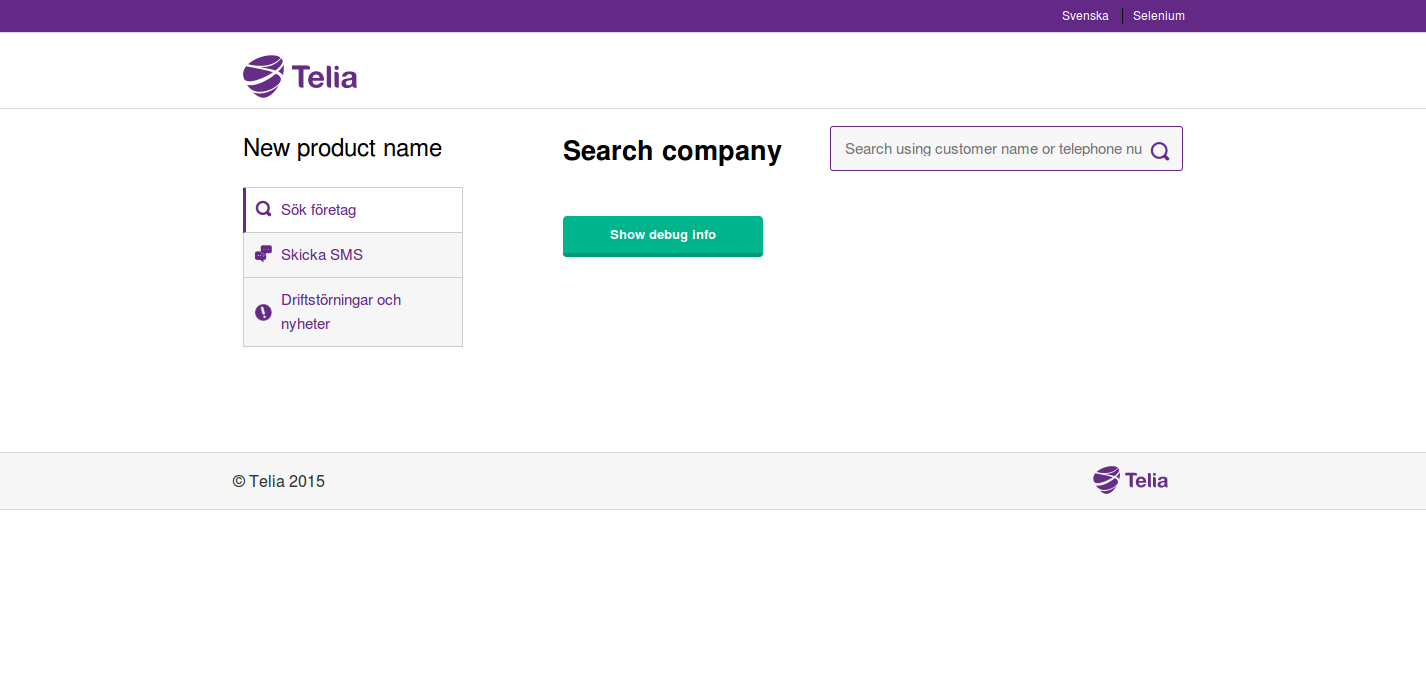 Svenska
Selenium
Telia
New product name
Search company
Search using customer name or telephone nu
Sök företag
Skicka SMS
Driftstörningar och
nyheter
Show debug info
© Telia 2015
Telia